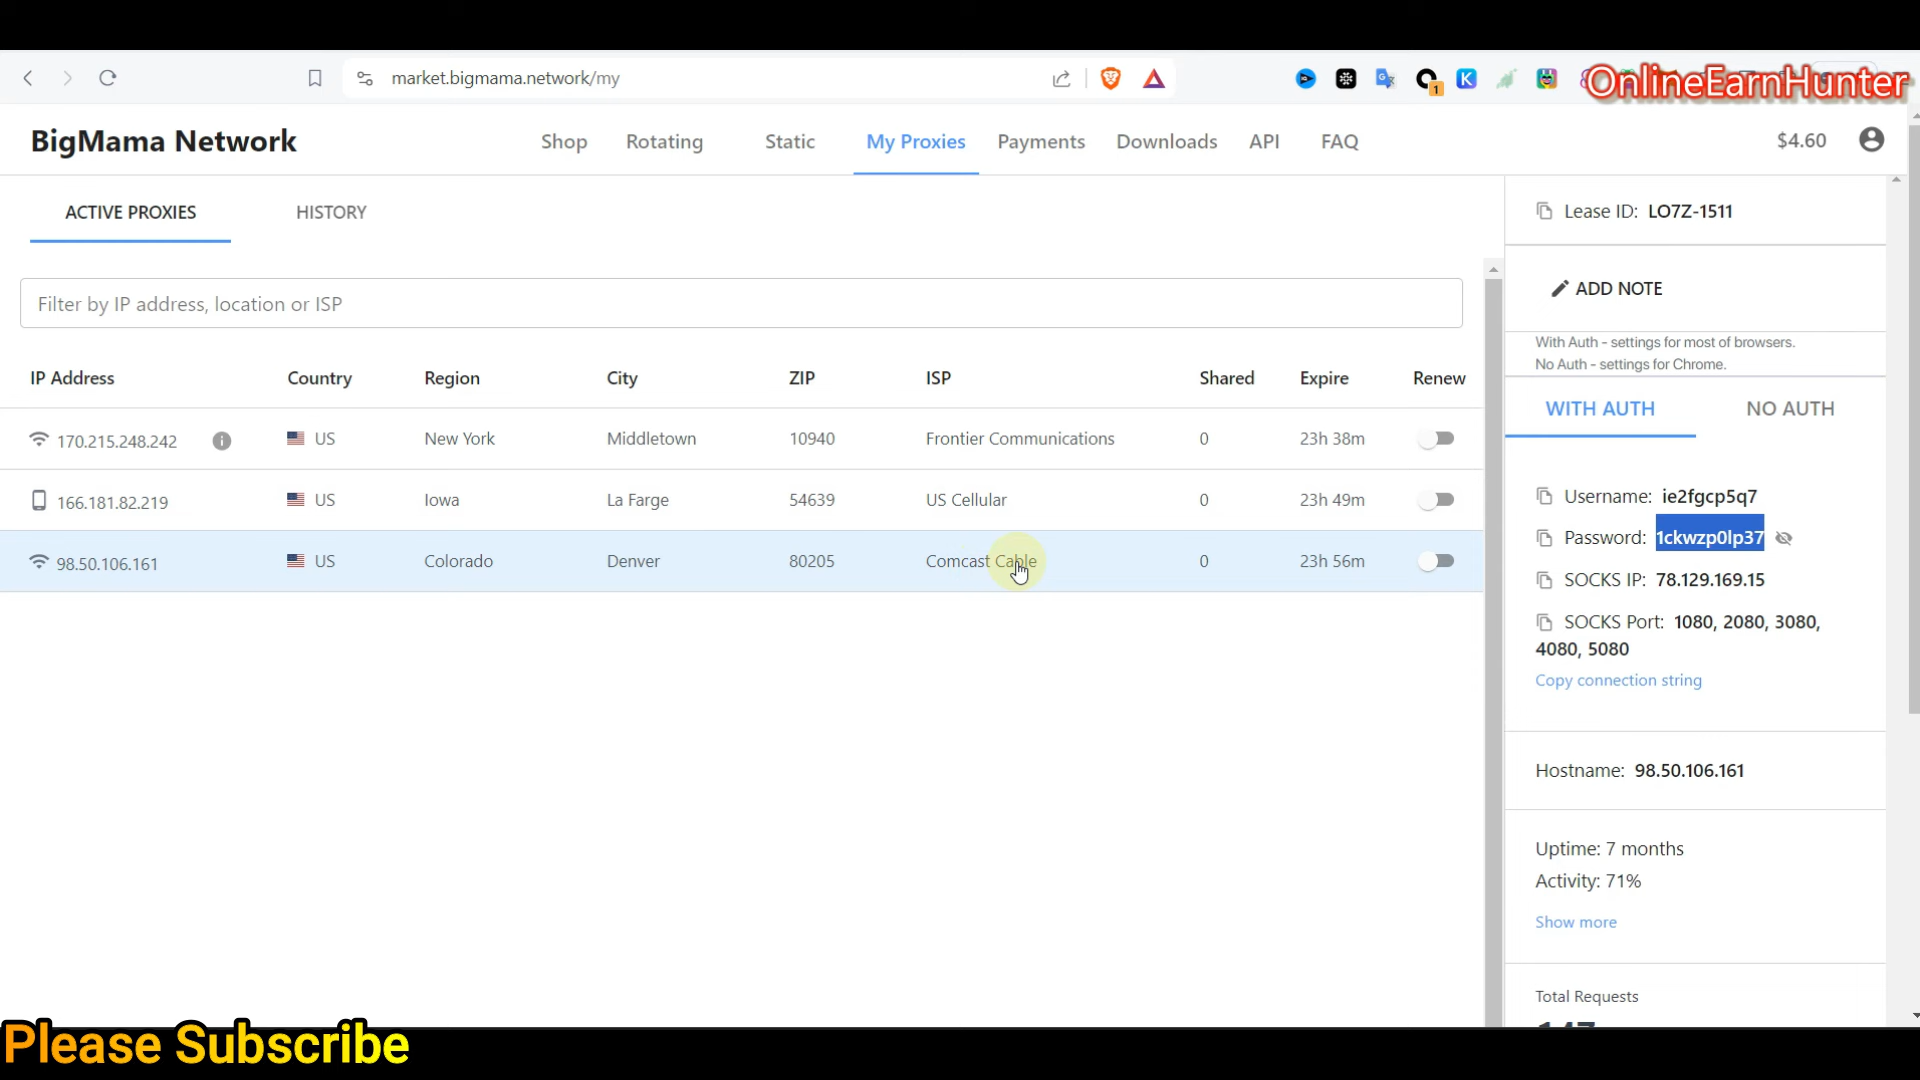 market.bigmama.network/my
1
OnlineEarnHunter
BigMama Network
Shop
Rotating
Static
My Proxies
Payments
Downloads
API
FAQ
$4.60
ACTIVE PROXIES
HISTORY
Filter by IP address, location or ISP
IP Address Country Region City ZIP ISP Shared Expire Renew
170.215.248.242 US New York Middletown 10940 Frontier Communications 0 23h 38m
166.181.82.219 US Iowa La Farge 54639 US Cellular 0 23h 49m
98.50.106.161 US Colorado Denver 80205 Comcast Cable 0 23h 56m
Lease ID: LO7Z-1511
ADD NOTE
With Auth - settings for most of browsers.
No Auth - settings for Chrome.
WITH AUTH
NO AUTH
Username: ie2fgcp5q7
Password: 1ckwzp0lp37
SOCKS IP: 78.129.169.15
SOCKS Port: 1080, 2080, 3080,
4080, 5080
Copy connection string
Hostname: 98.50.106.161
Uptime: 7 months
Activity: 71%
Show more
Total Requests
Please Subscribe